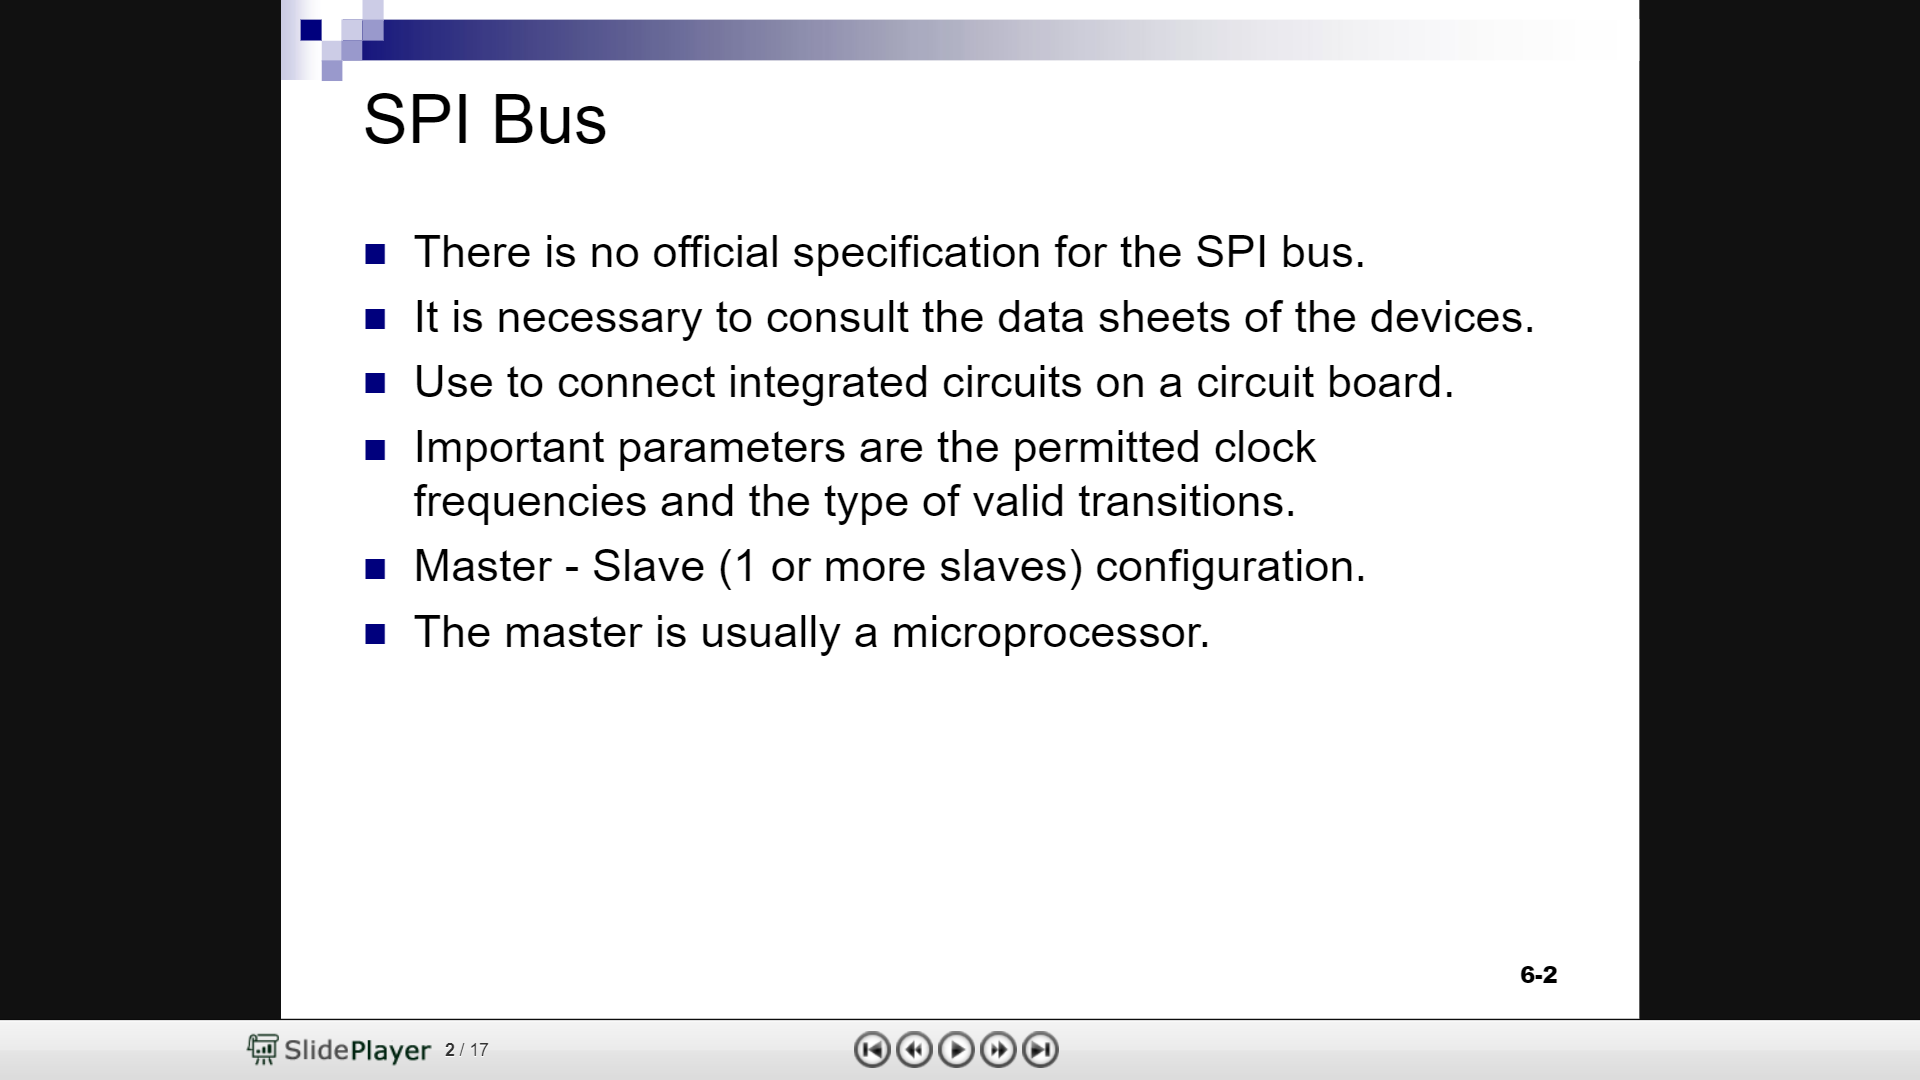 SPI Bus
There is no official specification for the SPI bus.
It is necessary to consult the data sheets of the devices.
Use to connect integrated circuits on a circuit board.
Important parameters are the permitted clock
frequencies and the type of valid transitions.
Master - Slave (1 or more slaves) configuration.
The master is usually a microprocessor.
6-2
SlidePlayer 2 / 17